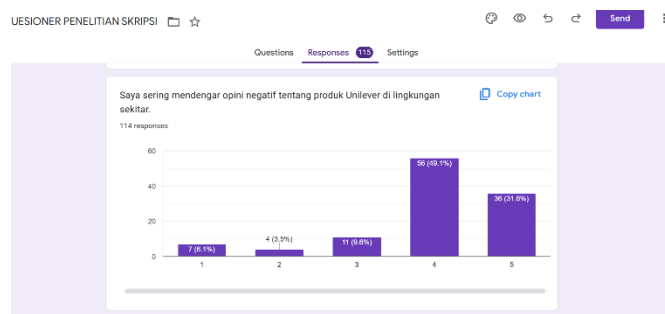 UESIONER PENELITIAN SKRIPSI
Send
Questions Responses 115 Settings
Saya sering mendengar opini negatif tentang produk Unilever di lingkungan
sekitar.
Copy chart
114 responses
60
40
20
0
7 (6.1%)
4 (3.5%)
11 (9.6%)
56 (49.1%)
36 (31.6%)
1 2 3 4 5